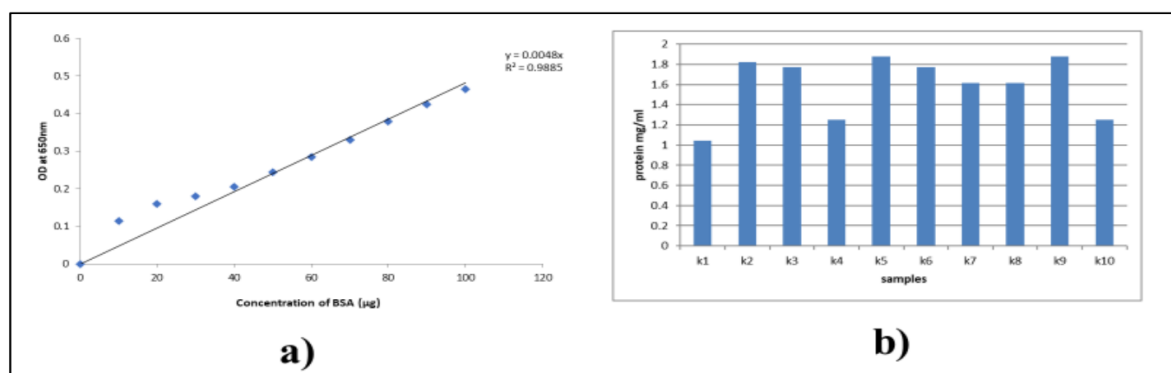 y = 0.0048x
R² = 0.9885
0.6
0.5
0.4
0.3
0.2
0.1
0
OD at 650nm
0 20 40 60 80 100 120
Concentration of BSA (µg)
a)
2
1.8
1.6
1.4
1.2
1
0.8
0.6
0.4
0.2
0
protein mg/ml
k1 k2 k3 k4 k5 k6 k7 k8 k9 k10
samples
b)